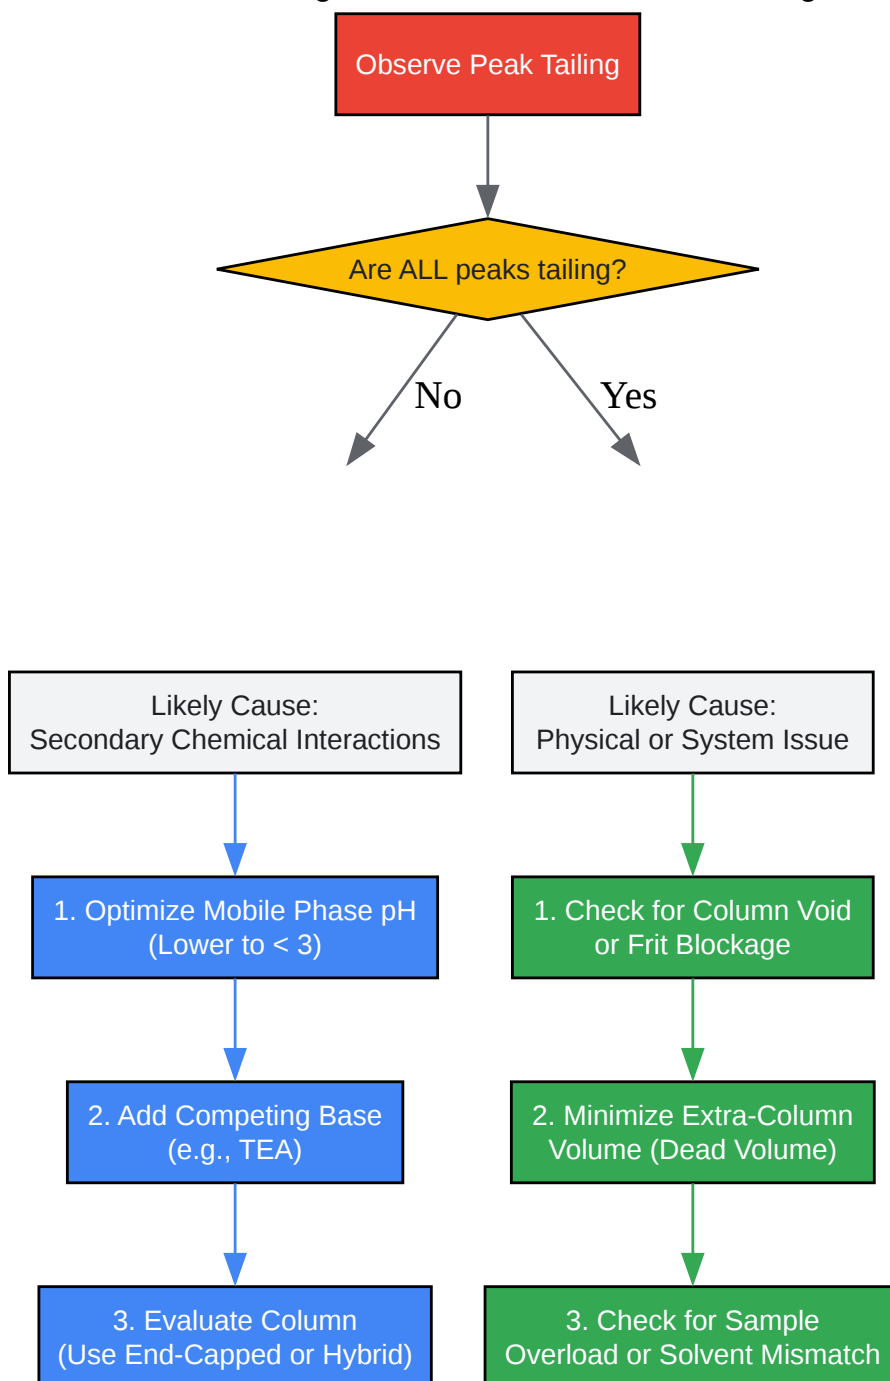 Observe Peak Tailing
Are ALL peaks tailing?
No
Yes
Likely Cause:
Secondary Chemical Interactions
Likely Cause:
Physical or System Issue
1. Optimize Mobile Phase pH
(Lower to < 3)
1. Check for Column Void
or Frit Blockage
2. Add Competing Base
(e.g., TEA)
2. Minimize Extra-Column
Volume (Dead Volume)
3. Evaluate Column
(Use End-Capped or Hybrid)
3. Check for Sample
Overload or Solvent Mismatch